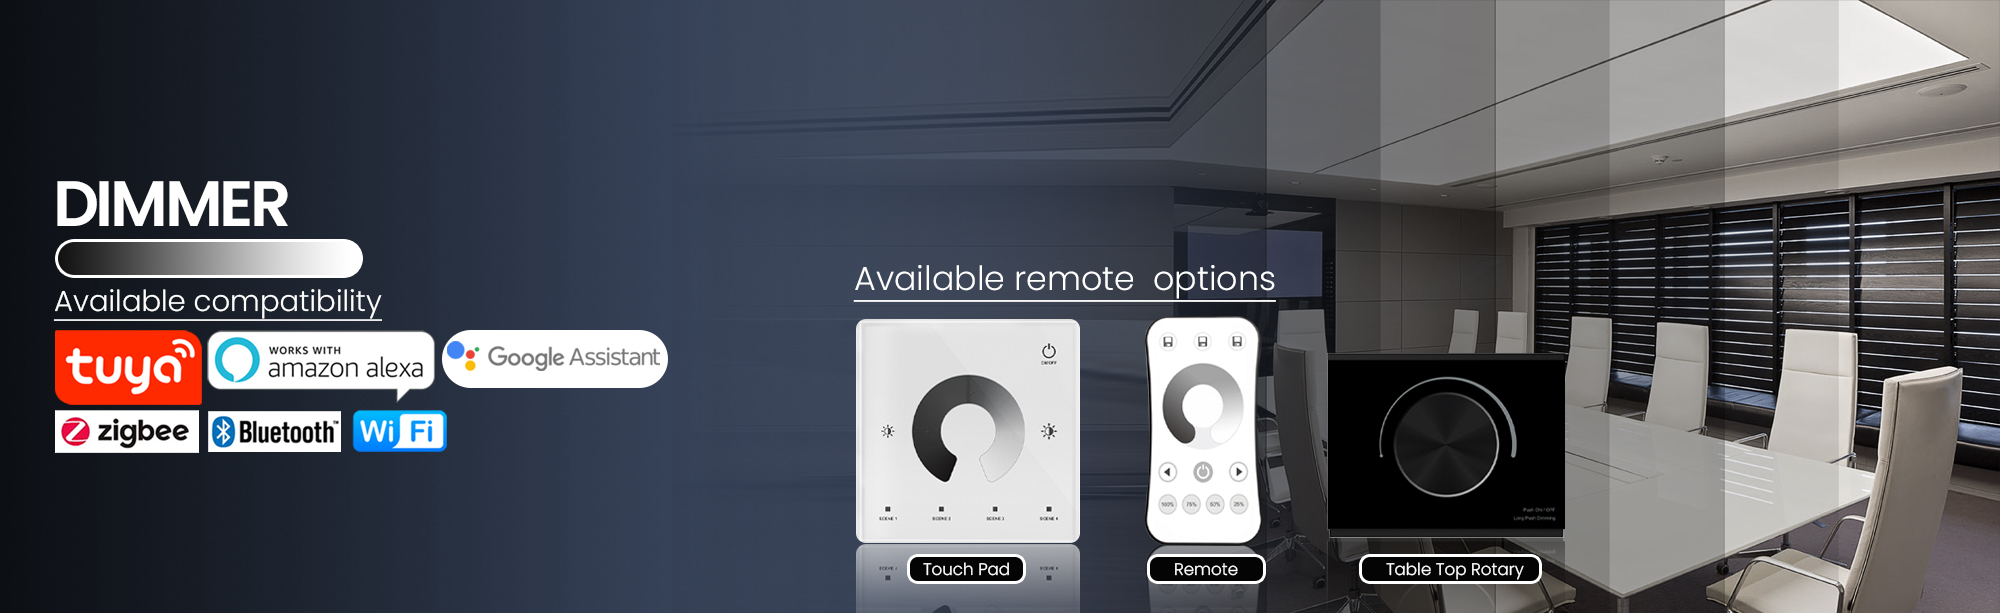 DIMMER
Available compatibility
tuya
WORKS WITH
amazon alexa
Google Assistant
zigbee
Bluetooth™
Wi Fi
Available remote options
ON/OFF
SCENE 1 SCENE 2 SCENE 3 SCENE 4
100% 75% 50% 25%
Push On / OFF
Long Push Dimming
Touch Pad
Remote
Table Top Rotary